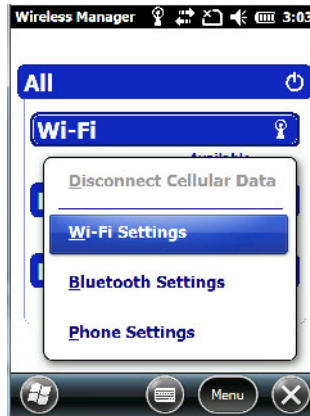 Wireless Manager 3:03
All
Wi-Fi
Available
Disconnect Cellular Data
Wi-Fi Settings
Bluetooth Settings
Phone Settings
Menu